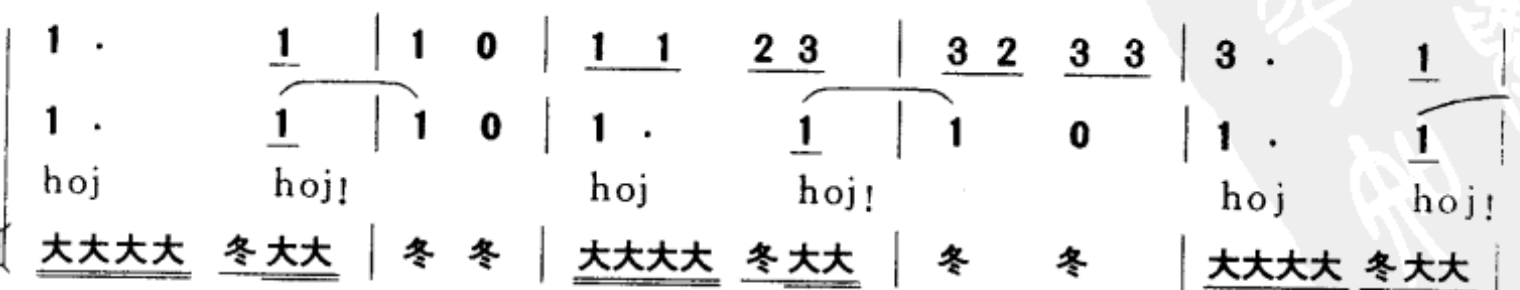 1 . 1 | 1 0 | 1 1 2 3 | 3 2 3 3 | 3 . 1 |
1 . 1 | 1 0 | 1 . 1 | 1 0 | 1 . 1 |
hoj hoj! hoj hoj! hoj hoj!
大大大大 冬大大 | 冬 冬 | 大大大大 冬大大 | 冬 冬 | 大大大大 冬大大